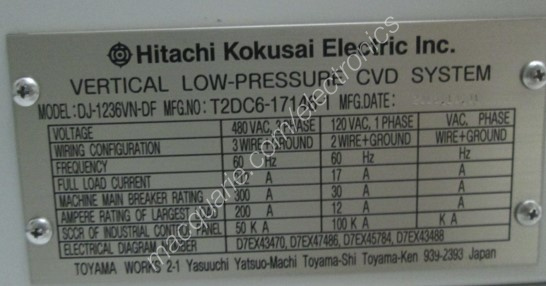 Hitachi Kokusai Electric Inc.
VERTICAL LOW-PRESSURE CVD SYSTEM
MODEL: DJ-1236VN-DF MFG.NO: T2DC6-17148 MFG.DATE:
VOLTAGE 480 VAC, 3 PHASE 120 VAC, 1 PHASE VAC, PHASE
WIRING CONFIGURATION 3 WIRE+GROUND 2 WIRE+GROUND WIRE+GROUND
FREQUENCY 60 Hz 60 Hz Hz
FULL LOAD CURRENT A 17 A A
MACHINE MAIN BREAKER RATING 300 A 30 A A
AMPERE RATING OF LARGEST 200 A 12 A A
SCCR OF INDUSTRIAL CONTROL PANEL 50 K A 100 K A K A
ELECTRICAL DIAGRAM NUMBER D7EX43470, D7EX47486, D7EX45784, D7EX43488
TOYAMA WORKS 2-1 Yasuuchi Yatsuo-Machi Toyama-Shi Toyama-Ken 939-2393 Japan
macquarie.com/electronics